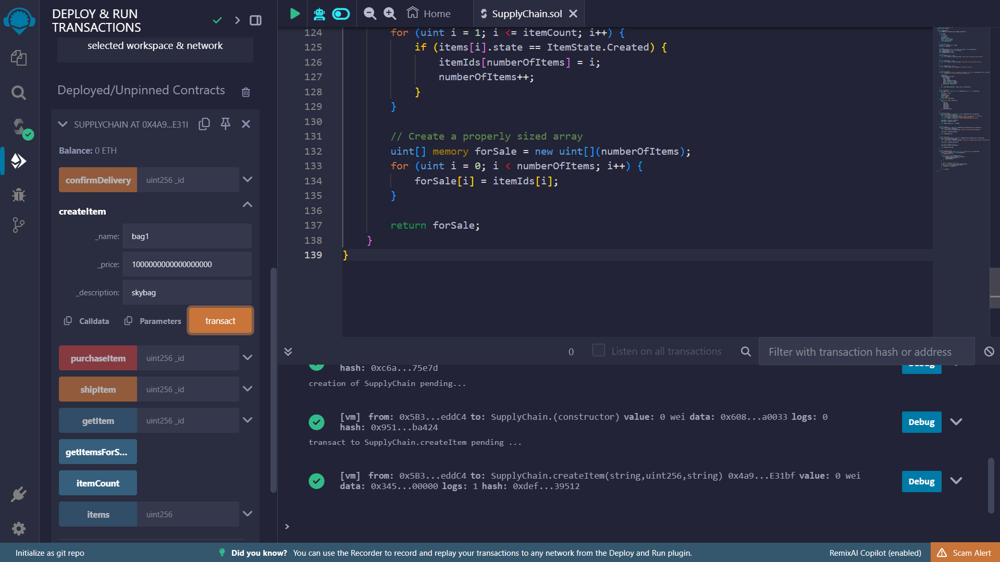 DEPLOY & RUN
TRANSACTIONS
selected workspace & network
Deployed/Unpinned Contracts
SUPPLYCHAIN AT 0X4A9...E31I
Balance: 0 ETH
confirmDelivery uint256 _id
createItem
_name: bag1
_price: 1000000000000000000
_description: skybag
Calldata Parameters transact
purchaseItem uint256 _id
shipItem uint256 _id
getItem uint256 _id
getItemsForS...
itemCount
items uint256
Home SupplyChain.sol
124 for (uint i = 1; i <= itemCount; i++) {
125 if (items[i].state == ItemState.Created) {
126 itemIds[numberOfItems] = i;
127 numberOfItems++;
128 }
129 }
130
131 // Create a properly sized array
132 uint[] memory forSale = new uint[](numberOfItems);
133 for (uint i = 0; i < numberOfItems; i++) {
134 forSale[i] = itemIds[i];
135 }
136
137 return forSale;
138 }
139 }
0 Listen on all transactions Filter with transaction hash or address
hash: 0xc6a...75e7d Debug
creation of SupplyChain pending...
[vm] from: 0x5B3...eddC4 to: SupplyChain.(constructor) value: 0 wei data: 0x608...a0033 logs: 0
hash: 0x951...ba424
Debug
transact to SupplyChain.createItem pending ...
[vm] from: 0x5B3...eddC4 to: SupplyChain.createItem(string,uint256,string) 0x4a9...E31bf value: 0 wei
data: 0x345...00000 logs: 1 hash: 0xdef...39512
Debug
>
Initialize as git repo
Did you know? You can use the Recorder to record and replay your transactions to any network from the Deploy and Run plugin.
RemixAI Copilot (enabled)
Scam Alert